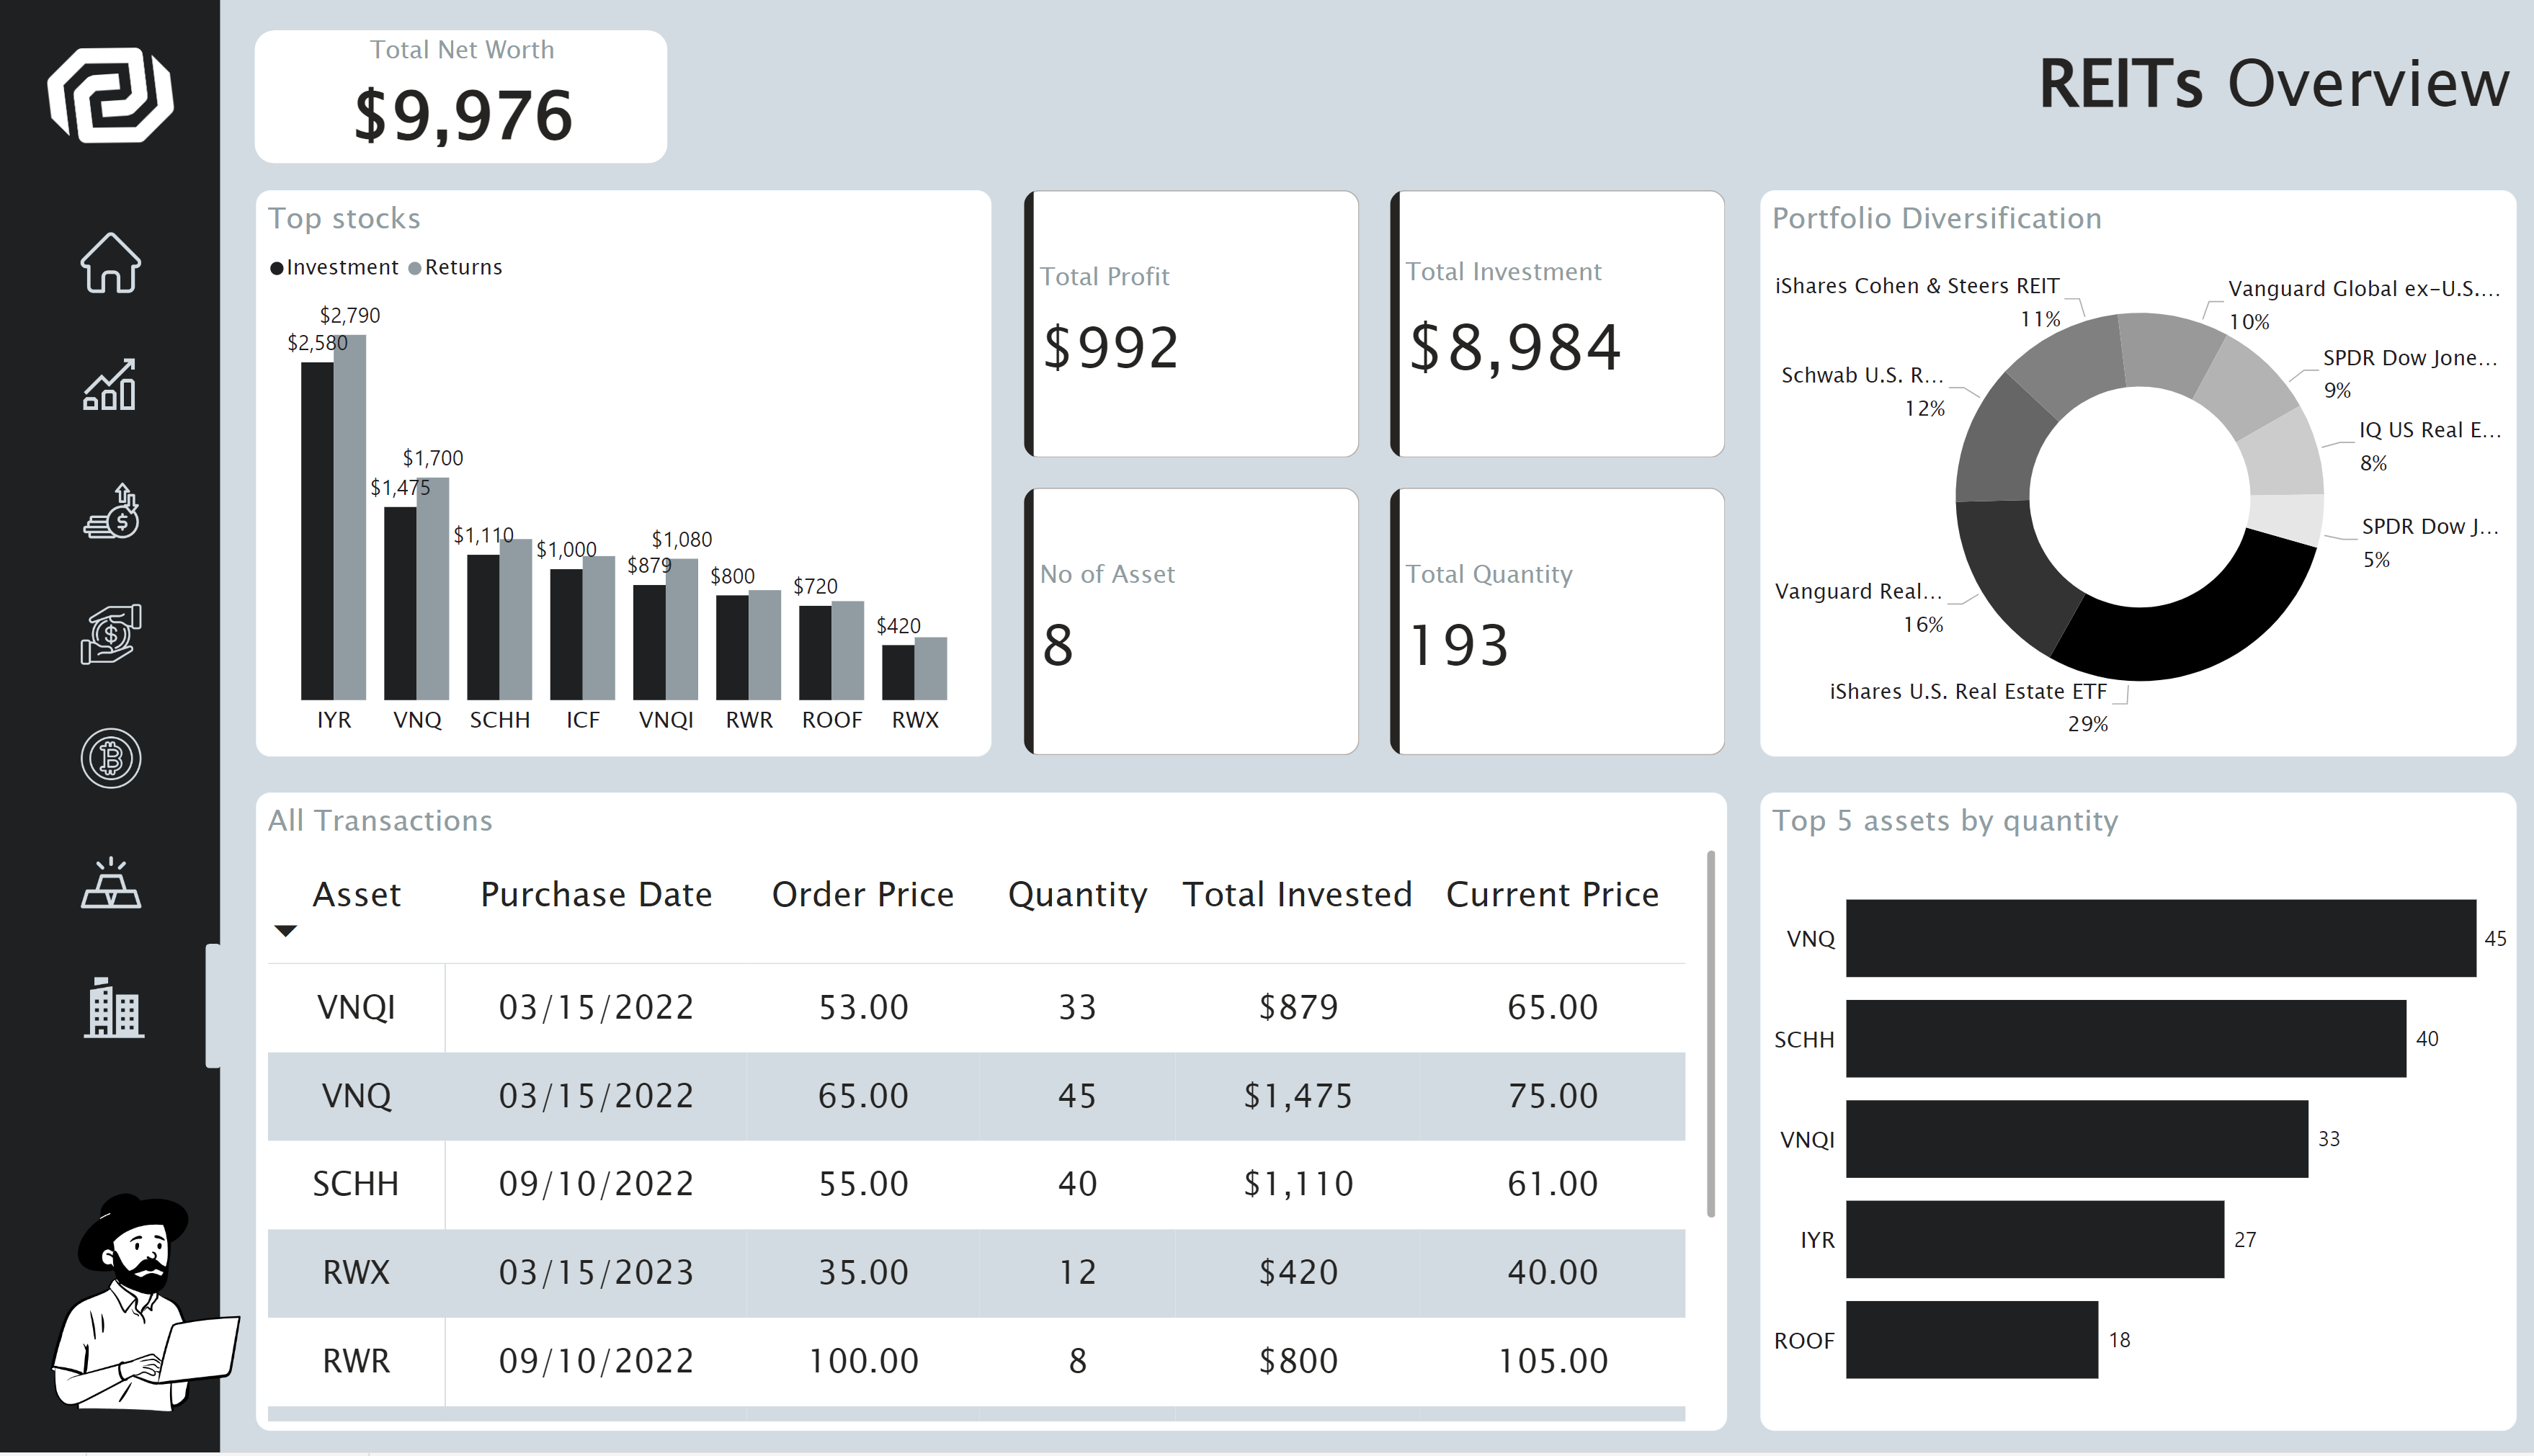 Total Net Worth
$9,976
REITs Overview
Top stocks
Investment Returns
$2,790
$2,580
$1,700
$1,475
$1,110
$1,000
$1,080
$879
$800
$720
$420
IYR VNQ SCHH ICF VNQI RWR ROOF RWX
Total Profit
$992
Total Investment
$8,984
No of Asset
8
Total Quantity
193
Portfolio Diversification
iShares Cohen & Steers REIT
11%
Vanguard Global ex-U.S....
10%
Schwab U.S. R...
12%
SPDR Dow Jone...
9%
IQ US Real E...
8%
SPDR Dow J...
5%
Vanguard Real...
16%
iShares U.S. Real Estate ETF
29%
All Transactions
Asset Purchase Date Order Price Quantity Total Invested Current Price
VNQI 03/15/2022 53.00 33 $879 65.00
VNQ 03/15/2022 65.00 45 $1,475 75.00
SCHH 09/10/2022 55.00 40 $1,110 61.00
RWX 03/15/2023 35.00 12 $420 40.00
RWR 09/10/2022 100.00 8 $800 105.00
Top 5 assets by quantity
VNQ 45
SCHH 40
VNQI 33
IYR 27
ROOF 18